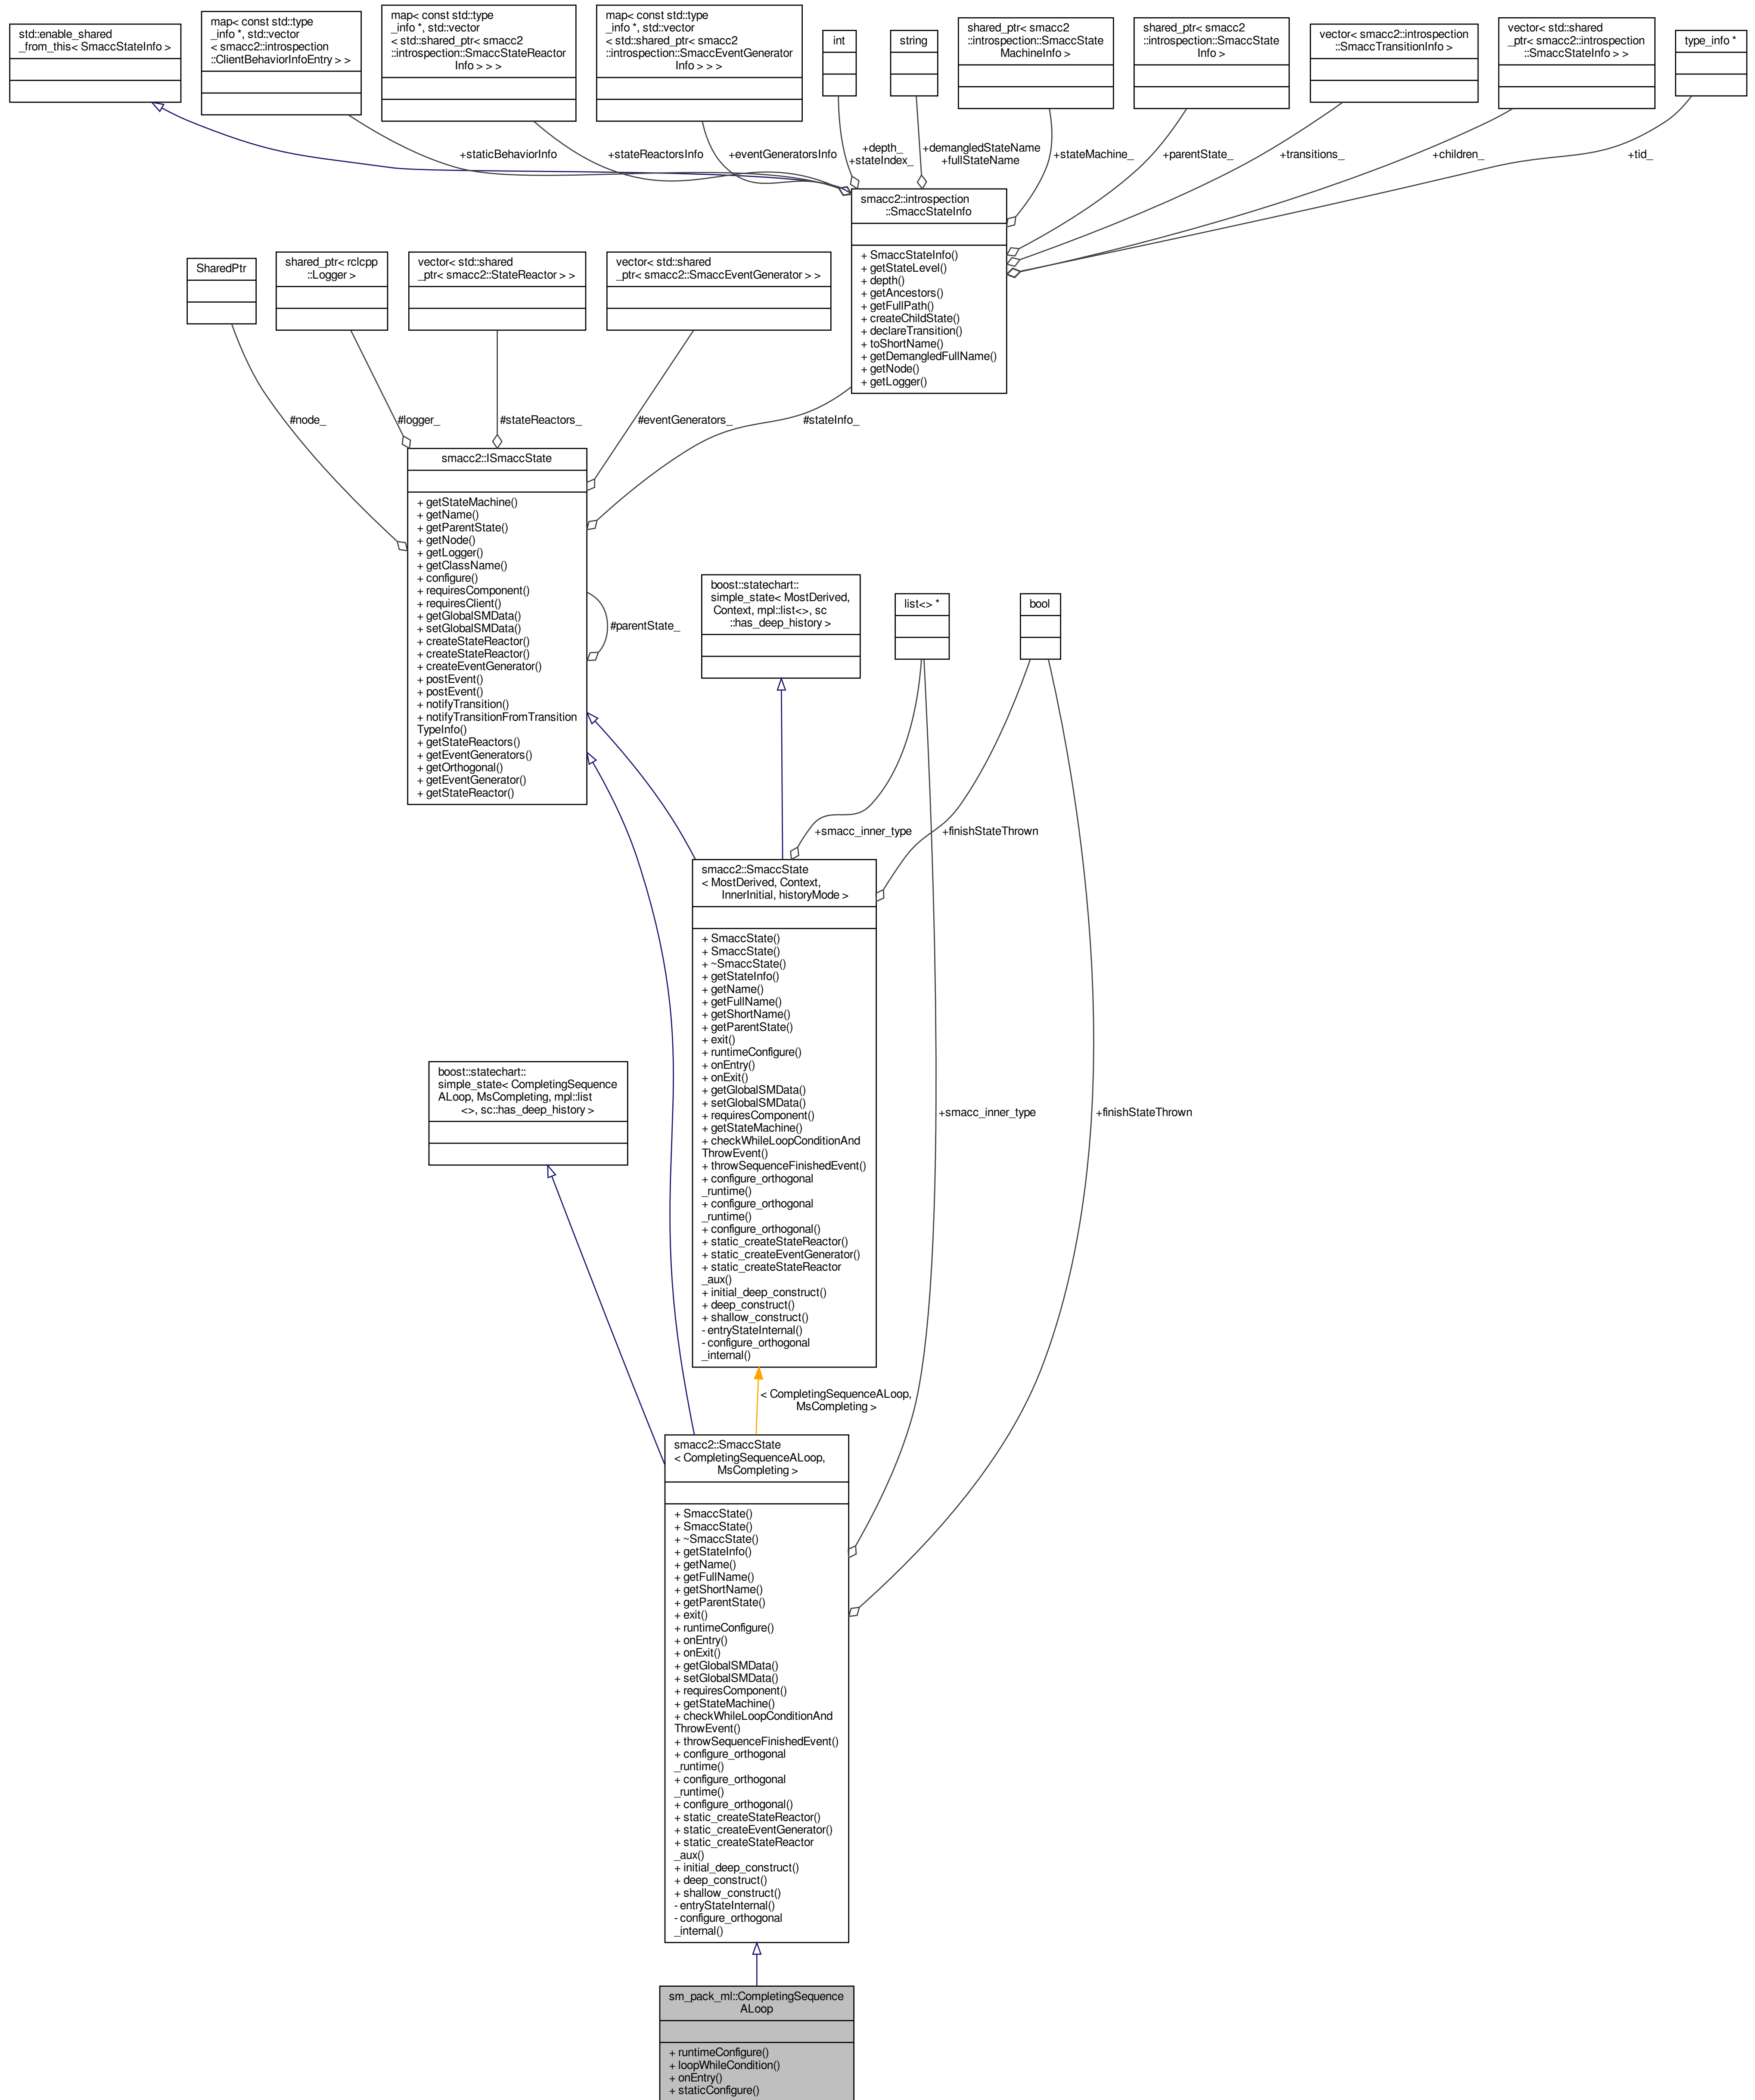 std::enable_shared
_from_this< SmaccStateInfo >
map< const std::type
_info *, std::vector
< smacc2::introspection
::ClientBehaviorInfoEntry > >
map< const std::type
_info *, std::vector
< std::shared_ptr< smacc2
::introspection::SmaccStateReactor
Info > > >
map< const std::type
_info *, std::vector
< std::shared_ptr< smacc2
::introspection::SmaccEventGenerator
Info > > >
int
string
shared_ptr< smacc2
::introspection::SmaccState
MachineInfo >
shared_ptr< smacc2
::introspection::SmaccState
Info >
vector< smacc2::introspection
::SmaccTransitionInfo >
vector< std::shared
_ptr< smacc2::introspection
::SmaccStateInfo > >
type_info *
+staticBehaviorInfo
+stateReactorsInfo
+eventGeneratorsInfo
+depth_
+stateIndex_
+demangledStateName
+fullStateName
+stateMachine_
+parentState_
+transitions_
+children_
+tid_
smacc2::introspection
::SmaccStateInfo
+ SmaccStateInfo()
+ getStateLevel()
+ depth()
+ getAncestors()
+ getFullPath()
+ createChildState()
+ declareTransition()
+ toShortName()
+ getDemangledFullName()
+ getNode()
+ getLogger()
SharedPtr
shared_ptr< rclcpp
::Logger >
vector< std::shared
_ptr< smacc2::StateReactor > >
vector< std::shared
_ptr< smacc2::SmaccEventGenerator > >
#node_
#logger_
#stateReactors_
#eventGenerators_
#stateInfo_
smacc2::ISmaccState
+ getStateMachine()
+ getName()
+ getParentState()
+ getNode()
+ getLogger()
+ getClassName()
+ configure()
+ requiresComponent()
+ requiresClient()
+ getGlobalSMData()
+ setGlobalSMData()
+ createStateReactor()
+ createStateReactor()
+ createEventGenerator()
+ postEvent()
+ postEvent()
+ notifyTransition()
+ notifyTransitionFromTransition
TypeInfo()
+ getStateReactors()
+ getEventGenerators()
+ getOrthogonal()
+ getEventGenerator()
+ getStateReactor()
#parentState_
boost::statechart::
simple_state< MostDerived,
Context, mpl::list<>, sc
::has_deep_history >
list<> *
bool
+smacc_inner_type
+finishStateThrown
smacc2::SmaccState
< MostDerived, Context,
InnerInitial, historyMode >
+ SmaccState()
+ SmaccState()
+ ~SmaccState()
+ getStateInfo()
+ getName()
+ getFullName()
+ getShortName()
+ getParentState()
+ exit()
+ runtimeConfigure()
+ onEntry()
+ onExit()
+ getGlobalSMData()
+ setGlobalSMData()
+ requiresComponent()
+ getStateMachine()
+ checkWhileLoopConditionAnd
ThrowEvent()
+ throwSequenceFinishedEvent()
+ configure_orthogonal
_runtime()
+ configure_orthogonal
_runtime()
+ configure_orthogonal()
+ static_createStateReactor()
+ static_createEventGenerator()
+ static_createStateReactor
_aux()
+ initial_deep_construct()
+ deep_construct()
+ shallow_construct()
- entryStateInternal()
- configure_orthogonal
_internal()
boost::statechart::
simple_state< CompletingSequence
ALoop, MsCompleting, mpl::list
<>, sc::has_deep_history >
+smacc_inner_type
+finishStateThrown
< CompletingSequenceALoop,
MsCompleting >
smacc2::SmaccState
< CompletingSequenceALoop,
MsCompleting >
+ SmaccState()
+ SmaccState()
+ ~SmaccState()
+ getStateInfo()
+ getName()
+ getFullName()
+ getShortName()
+ getParentState()
+ exit()
+ runtimeConfigure()
+ onEntry()
+ onExit()
+ getGlobalSMData()
+ setGlobalSMData()
+ requiresComponent()
+ getStateMachine()
+ checkWhileLoopConditionAnd
ThrowEvent()
+ throwSequenceFinishedEvent()
+ configure_orthogonal
_runtime()
+ configure_orthogonal
_runtime()
+ configure_orthogonal()
+ static_createStateReactor()
+ static_createEventGenerator()
+ static_createStateReactor
_aux()
+ initial_deep_construct()
+ deep_construct()
+ shallow_construct()
- entryStateInternal()
- configure_orthogonal
_internal()
sm_pack_ml::CompletingSequence
ALoop
+ runtimeConfigure()
+ loopWhileCondition()
+ onEntry()
+ staticConfigure()